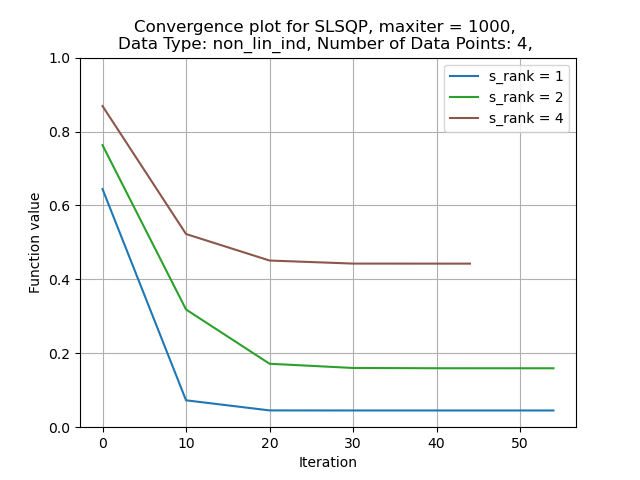 Convergence plot for SLSQP, maxiter = 1000,
Data Type: non_lin_ind, Number of Data Points: 4,
1.0
0.8
0.6
0.4
0.2
0.0
Function value
s_rank = 1
s_rank = 2
s_rank = 4
0 10 20 30 40 50
Iteration